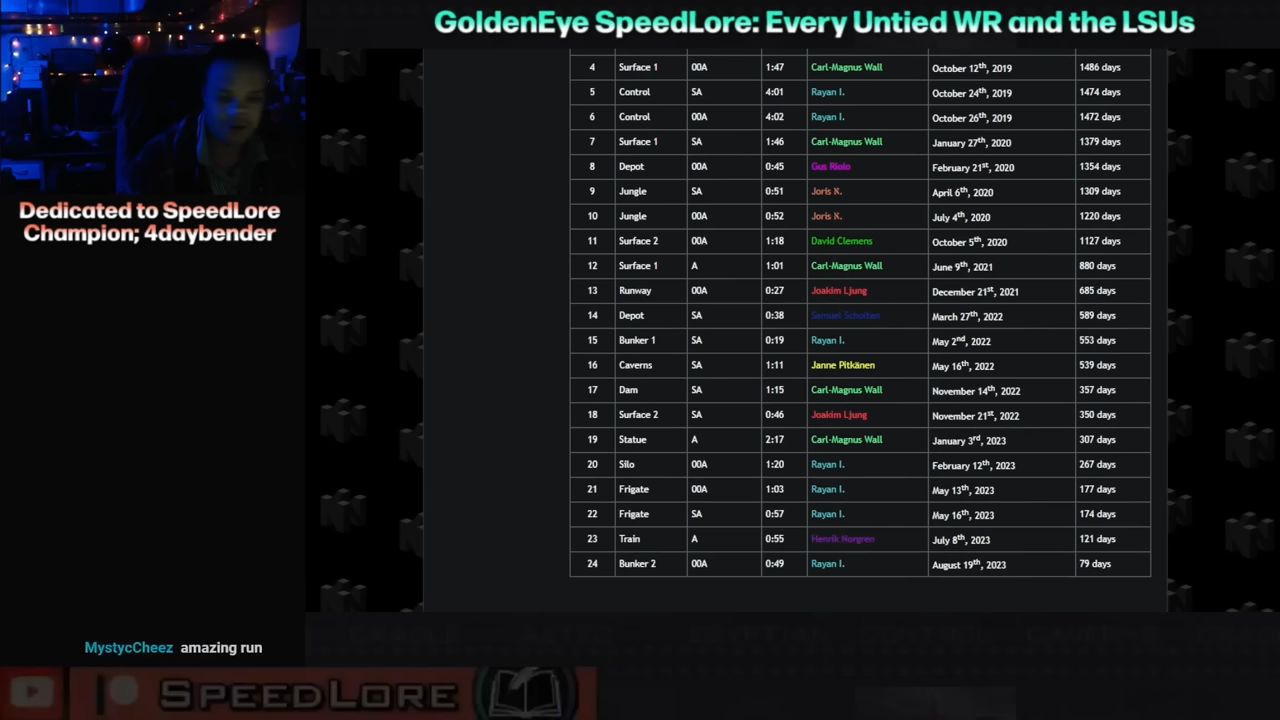 GoldenEye SpeedLore: Every Untied WR and the LSUs
4 Surface 1 00A 1:47 Carl-Magnus Wall October 12th, 2019 1486 days
5 Control SA 4:01 Rayan I. October 24th, 2019 1474 days
6 Control 00A 4:02 Rayan I. October 26th, 2019 1472 days
7 Surface 1 SA 1:46 Carl-Magnus Wall January 27th, 2020 1379 days
8 Depot 00A 0:45 Gus Riolo February 21st, 2020 1354 days
9 Jungle SA 0:51 Joris X. April 6th, 2020 1309 days
10 Jungle 00A 0:52 Joris X. July 4th, 2020 1220 days
11 Surface 2 00A 1:18 David Clemens October 5th, 2020 1127 days
12 Surface 1 A 1:01 Carl-Magnus Wall June 9th, 2021 880 days
13 Runway 00A 0:27 Joakim Ljung December 21st, 2021 685 days
14 Depot SA 0:38 Samuel Scholten March 27th, 2022 589 days
15 Bunker 1 SA 0:19 Rayan I. May 2nd, 2022 553 days
16 Caverns SA 1:11 Janne Pitkänen May 16th, 2022 539 days
17 Dam SA 1:15 Carl-Magnus Wall November 14th, 2022 357 days
18 Surface 2 SA 0:46 Joakim Ljung November 21st, 2022 350 days
19 Statue A 2:17 Carl-Magnus Wall January 3rd, 2023 307 days
20 Silo 00A 1:20 Rayan I. February 12th, 2023 267 days
21 Frigate 00A 1:03 Rayan I. May 13th, 2023 177 days
22 Frigate SA 0:57 Rayan I. May 16th, 2023 174 days
23 Train A 0:55 Henrik Norgren July 8th, 2023 121 days
24 Bunker 2 00A 0:49 Rayan I. August 19th, 2023 79 days
Dedicated to SpeedLore
Champion; 4daybender
MystycCheez amazing run
SPEEDLORE